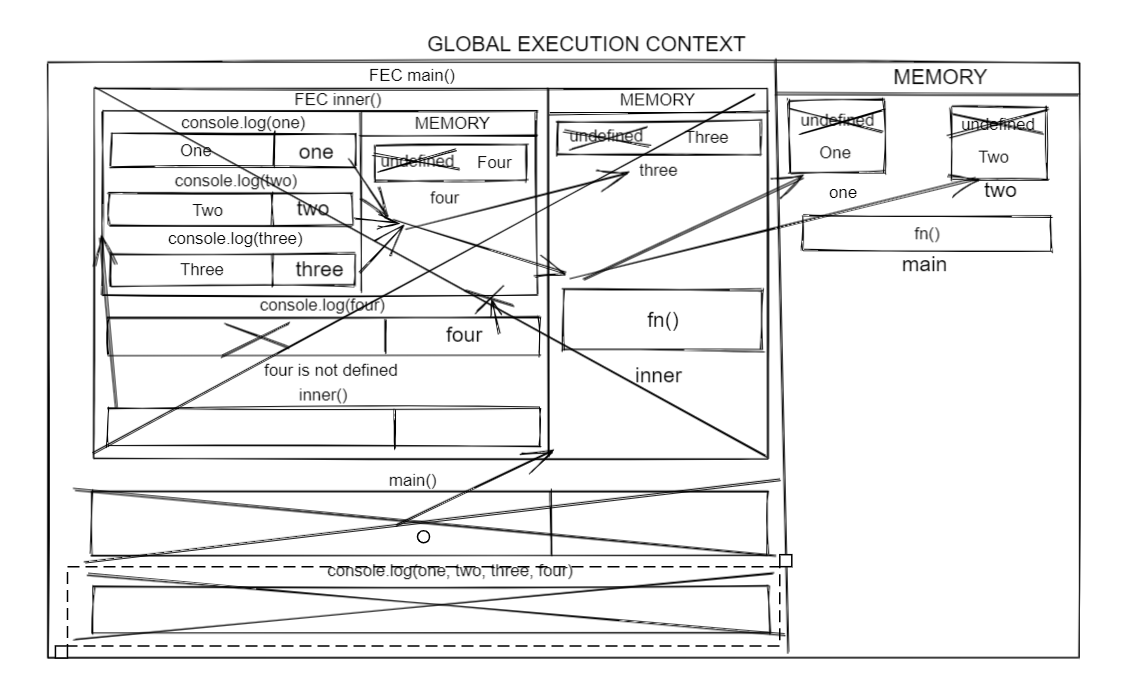 GLOBAL EXECUTION CONTEXT
FEC main()
MEMORY
FEC inner()
MEMORY
console.log(one)
MEMORY
One
one
undefined
Four
four
console.log(two)
Two
two
console.log(three)
Three
three
console.log(four)
four
four is not defined
inner()
undefined
Three
three
fn()
inner
undefined
One
one
undefined
Two
two
fn()
main
main()
console.log(one, two, three, four)